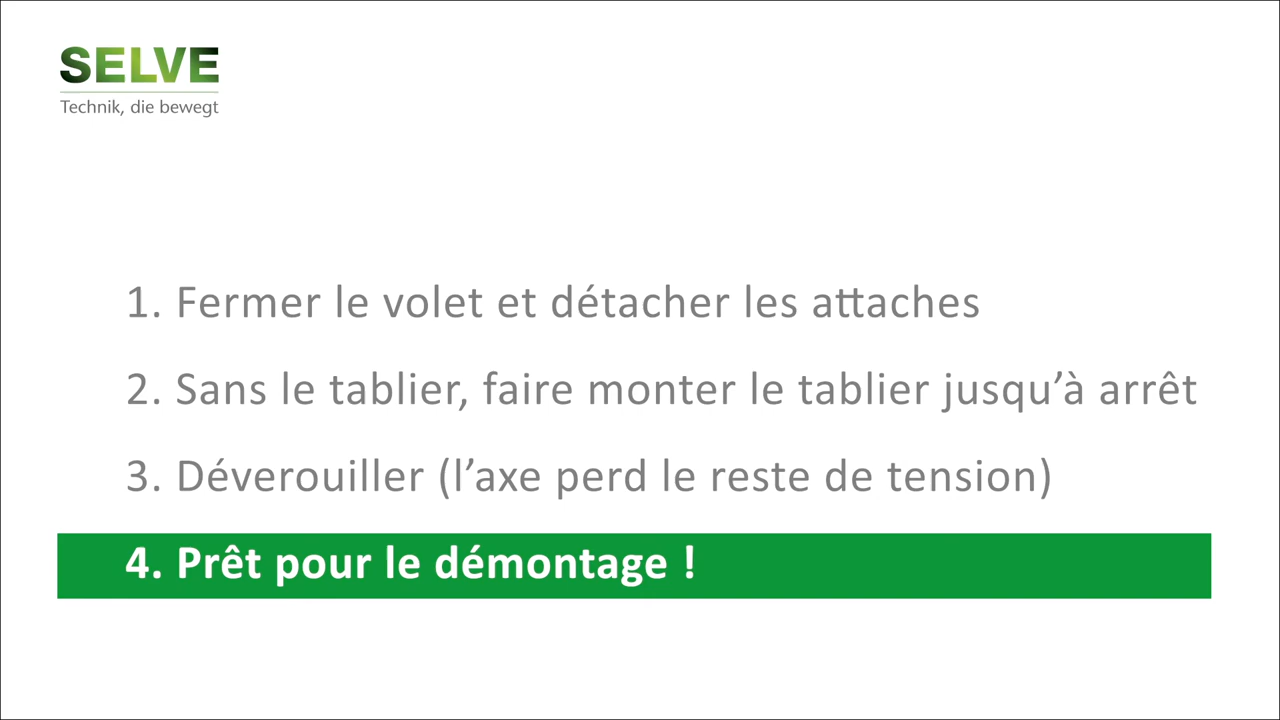 SELVE
Technik, die bewegt
1. Fermer le volet et détacher les attaches
2. Sans le tablier, faire monter le tablier jusqu’à arrêt
3. Déverouiller (l’axe perd le reste de tension)
4. Prêt pour le démontage !